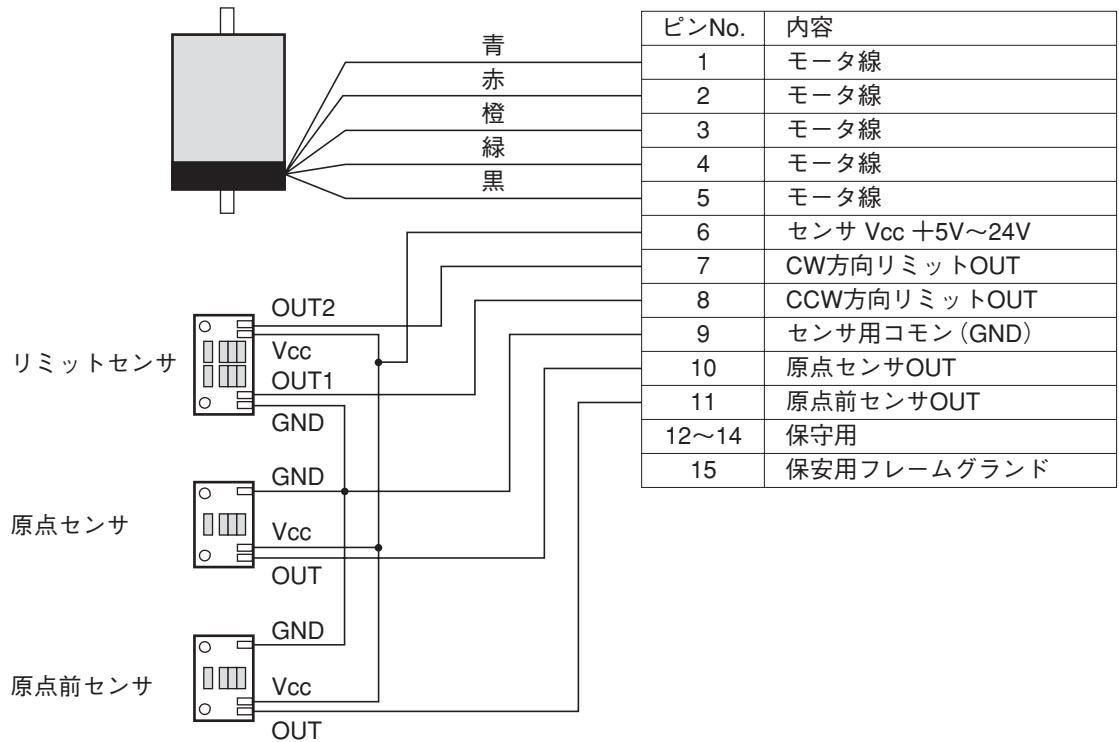 青
赤
橙
緑
黒
ピンNo. 内容
1 モータ線
2 モータ線
3 モータ線
4 モータ線
5 モータ線
6 センサ Vcc +5V~24V
7 CW方向リミットOUT
8 CCW方向リミットOUT
9 センサ用コモン(GND)
10 原点センサOUT
11 原点前センサOUT
12~14 保守用
15 保安用フレームグランド
リミットセンサ
OUT2
Vcc
OUT1
GND
原点センサ
GND
Vcc
OUT
原点前センサ
GND
Vcc
OUT